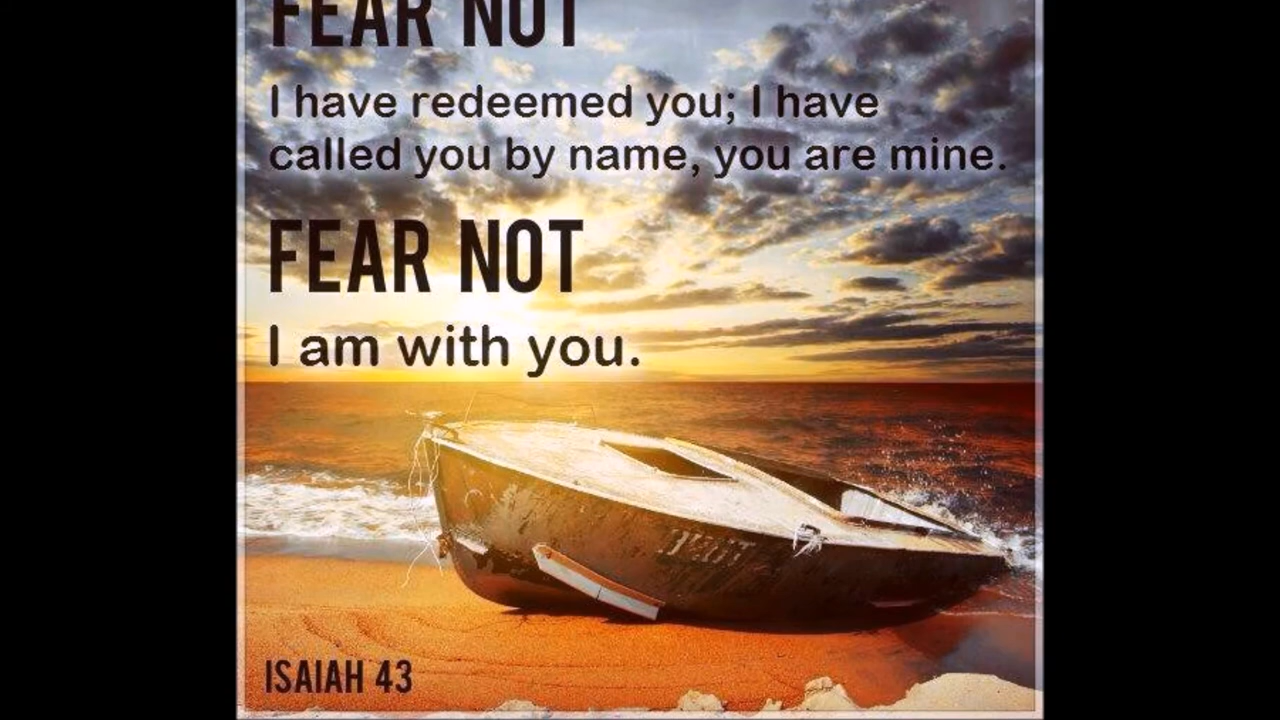 FEAR NOT
I have redeemed you; I have
called you by name, you are mine.
FEAR NOT
I am with you.
ISAIAH 43